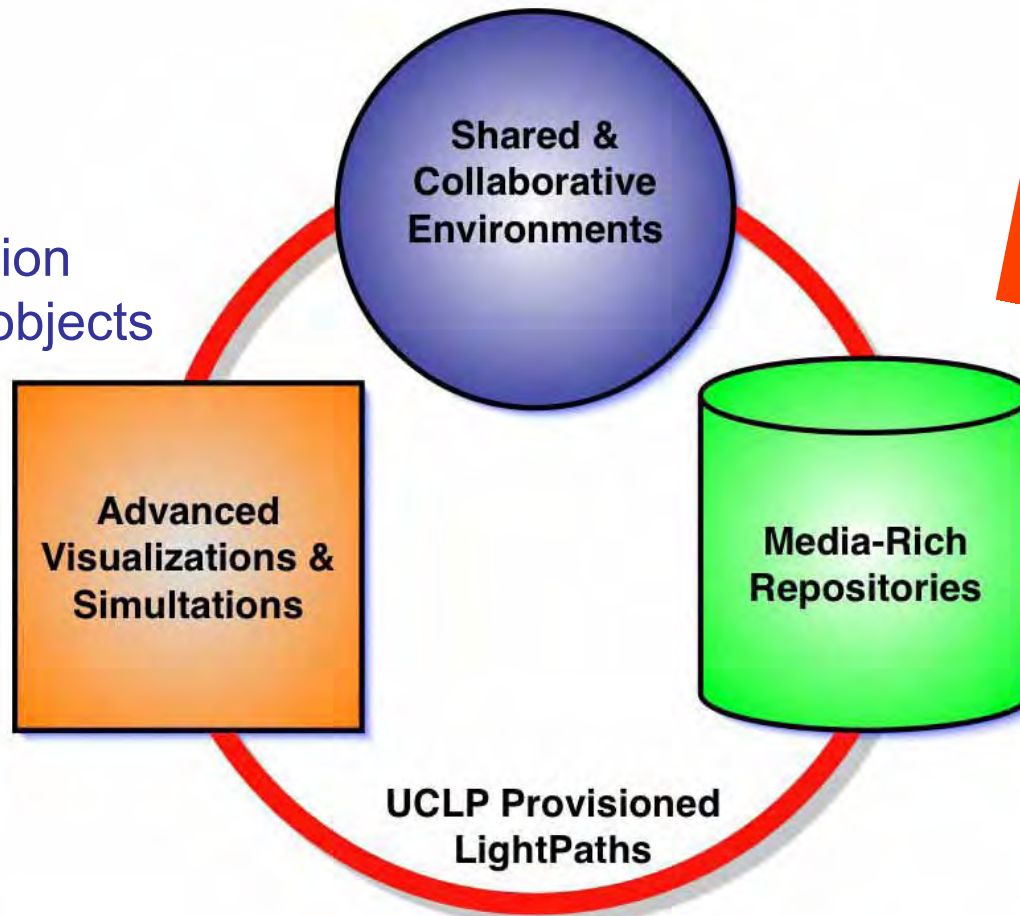 Shared &
Collaborative
Environments
ion
objects
Advanced
Visualizations &
Simultations
Media-Rich
Repositories
UCLP Provisioned
LightPaths